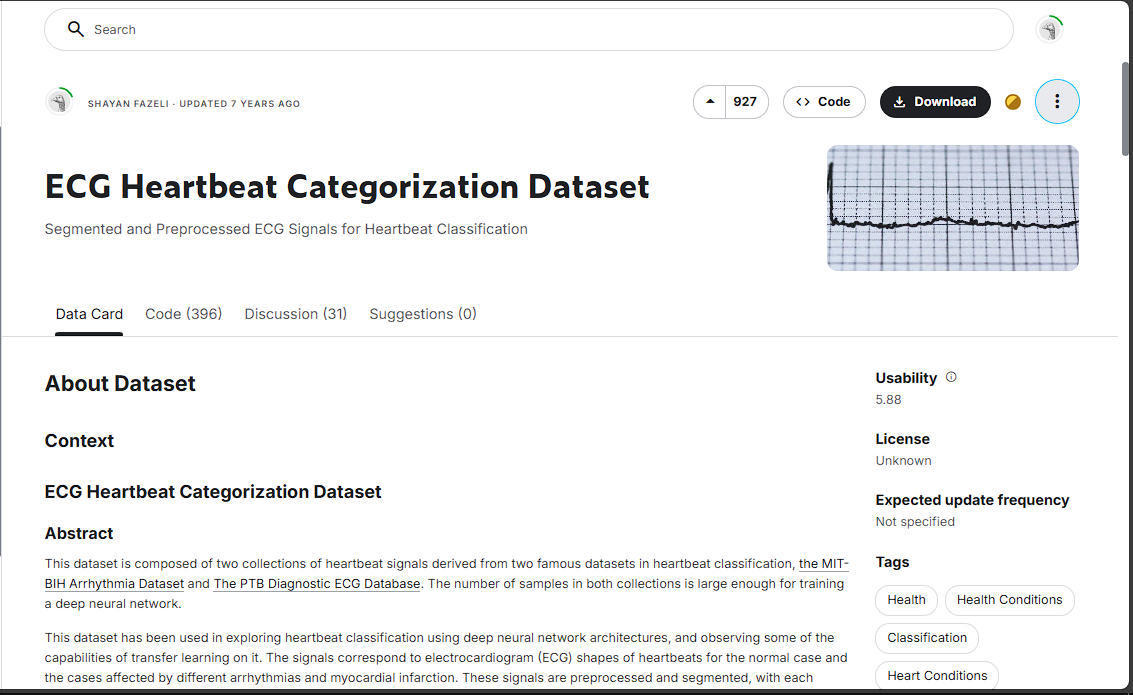 Search
SHAYAN FAZELI · UPDATED 7 YEARS AGO
927
<> Code
Download
ECG Heartbeat Categorization Dataset
Segmented and Preprocessed ECG Signals for Heartbeat Classification
Data Card
Code (396)
Discussion (31)
Suggestions (0)
About Dataset
Context
ECG Heartbeat Categorization Dataset
Abstract
This dataset is composed of two collections of heartbeat signals derived from two famous datasets in heartbeat classification, the MIT-
BIH Arrhythmia Dataset and The PTB Diagnostic ECG Database. The number of samples in both collections is large enough for training
a deep neural network.
This dataset has been used in exploring heartbeat classification using deep neural network architectures, and observing some of the
capabilities of transfer learning on it. The signals correspond to electrocardiogram (ECG) shapes of heartbeats for the normal case and
the cases affected by different arrhythmias and myocardial infarction. These signals are preprocessed and segmented, with each
Usability
5.88
License
Unknown
Expected update frequency
Not specified
Tags
Health
Health Conditions
Classification
Heart Conditions